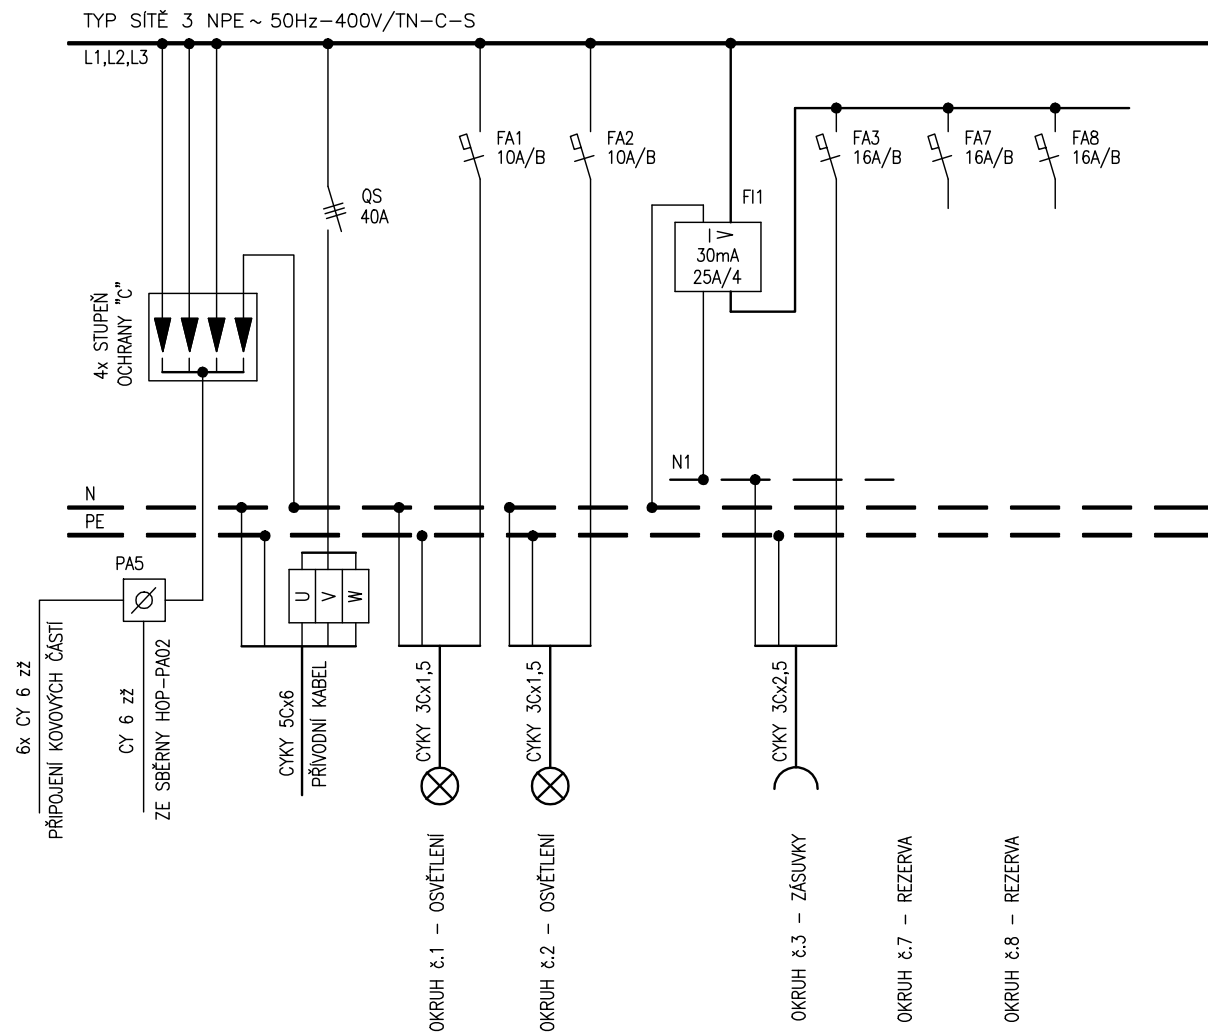 TYP SÍTĚ 3 NPE ~ 50Hz-400V/TN-C-S
L1,L2,L3
FA1
10A/B
FA2
10A/B
FA3
16A/B
FA7
16A/B
FA8
16A/B
QS
40A
FI1
I >
30mA
25A/4
4x STUPEŇ
OCHRANY "C"
N1
N
PE
PA5
U
V
W
6x CY 6 zž
PŘIPOJENÍ KOVOVÝCH ČÁSTÍ
CY 6 zž
ZE SBĚRNY HOP-PA02
CYKY 5Cx6
PŘÍVODNÍ KABEL
CYKY 3Cx1,5
CYKY 3Cx1,5
CYKY 3Cx2,5
OKRUH č.1 - OSVĚTLENÍ
OKRUH č.2 - OSVĚTLENÍ
OKRUH č.3 - ZÁSUVKY
OKRUH č.7 - REZERVA
OKRUH č.8 - REZERVA